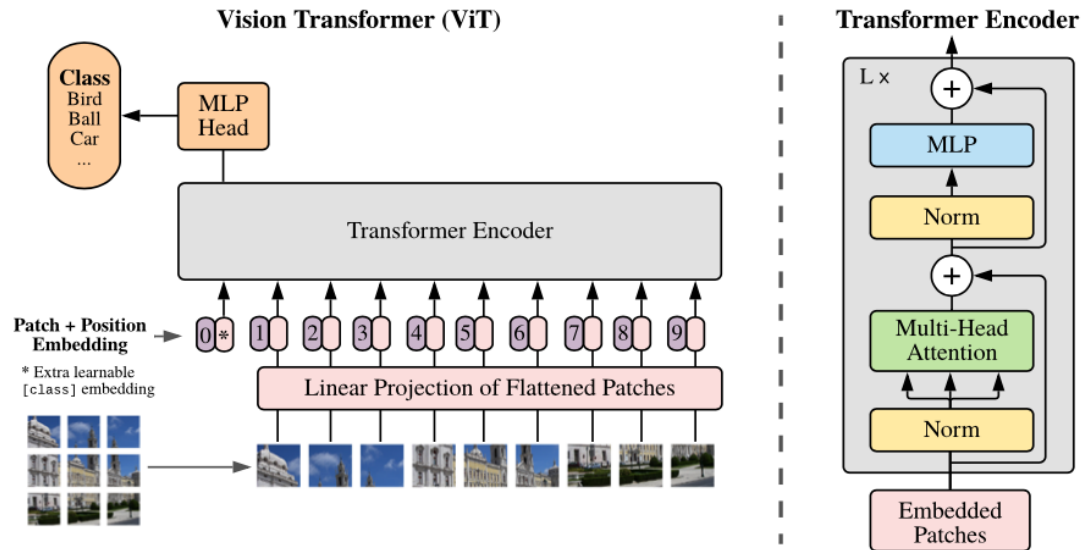 Vision Transformer (ViT)
Class
Bird
Ball
Car
...
MLP
Head
Transformer Encoder
Patch + Position
Embedding
* Extra learnable
[class] embedding
0 * 1 2 3 4 5 6 7 8 9
Linear Projection of Flattened Patches
Transformer Encoder
L ×
+
MLP
Norm
+
Multi-Head
Attention
Norm
Embedded
Patches